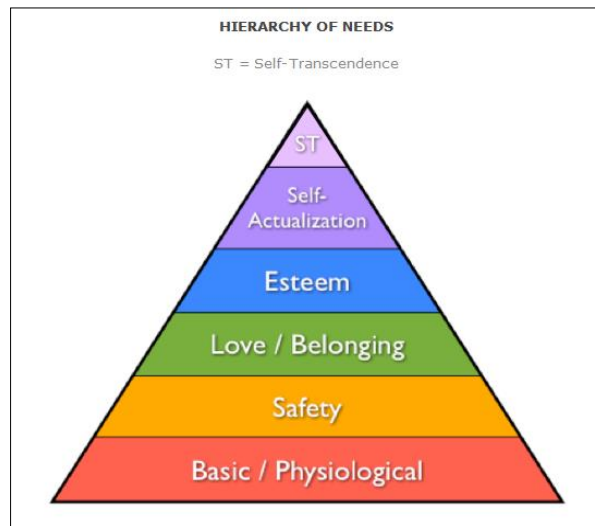 HIERARCHY OF NEEDS
ST = Self-Transcendence
ST
Self-
Actualization
Esteem
Love / Belonging
Safety
Basic / Physiological